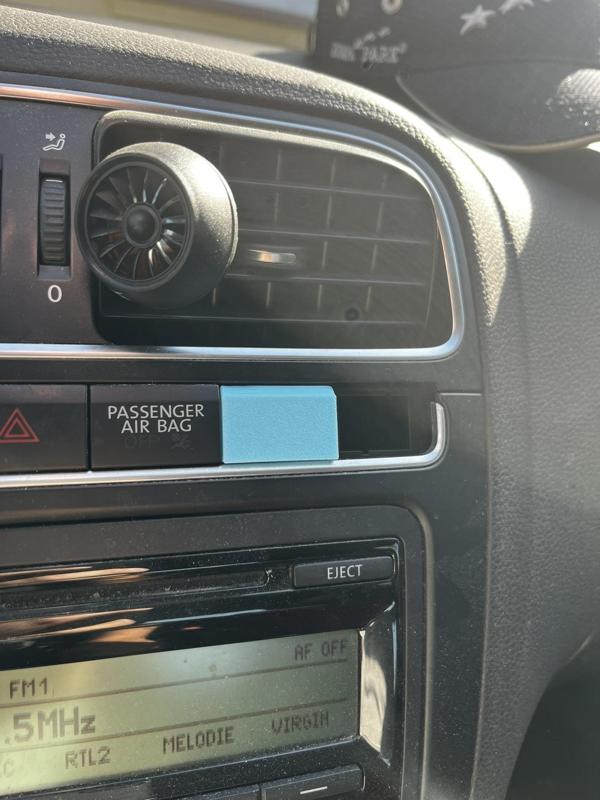 0
PASSENGER
AIR BAG
EJECT
AF OFF
FM1
.5MHz
RTL2 MELODIE VIRGIN